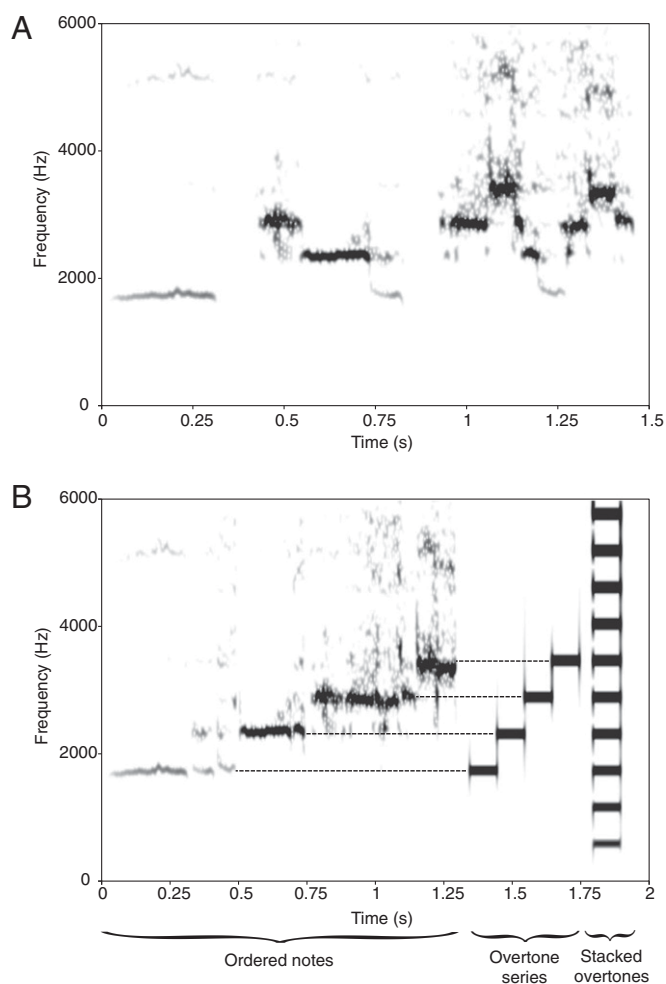 A
6000
4000
2000
0
Frequency (Hz)
0 0.25 0.5 0.75 1 1.25 1.5
Time (s)
B
6000
4000
2000
0
Frequency (Hz)
0 0.25 0.5 0.75 1 1.25 1.5 1.75 2
Time (s)
Ordered notes
Overtone series
Stacked overtones